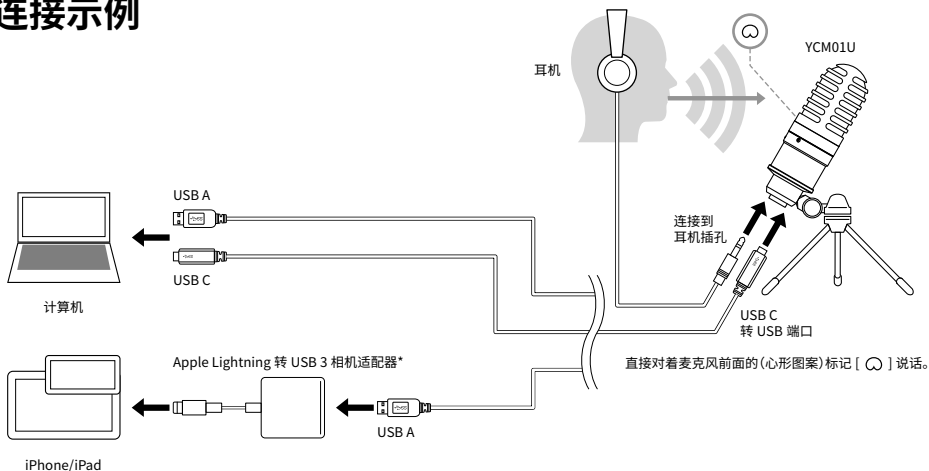 连接示例
耳机
YCM01U
USB A
连接到
耳机插孔
USB C
计算机
USB C
转 USB 端口
Apple Lightning 转 USB 3 相机适配器*
直接对着麦克风前面的(心形图案)标记 [ ] 说话。
USB A
iPhone/iPad